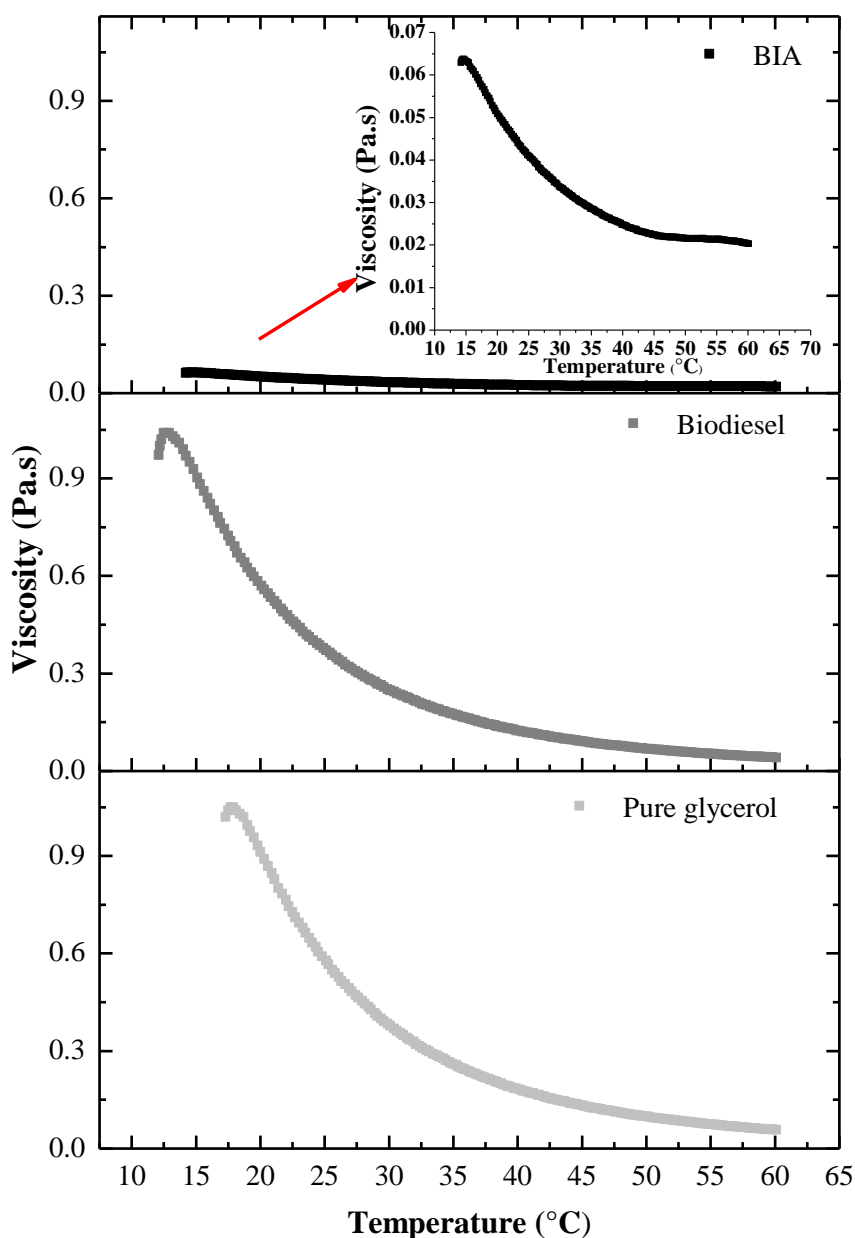 BIA
0.07
0.06
0.05
0.04
0.03
0.02
0.01
0.00
Viscosity (Pa.s)
10 15 20 25 30 35 40 45 50 55 60 65 70
Temperature (°C)
0.9
0.6
0.3
0.0
Biodiesel
0.9
0.6
0.3
0.0
Viscosity (Pa.s)
Pure glycerol
0.9
0.6
0.3
0.0
10 15 20 25 30 35 40 45 50 55 60 65
Temperature (°C)